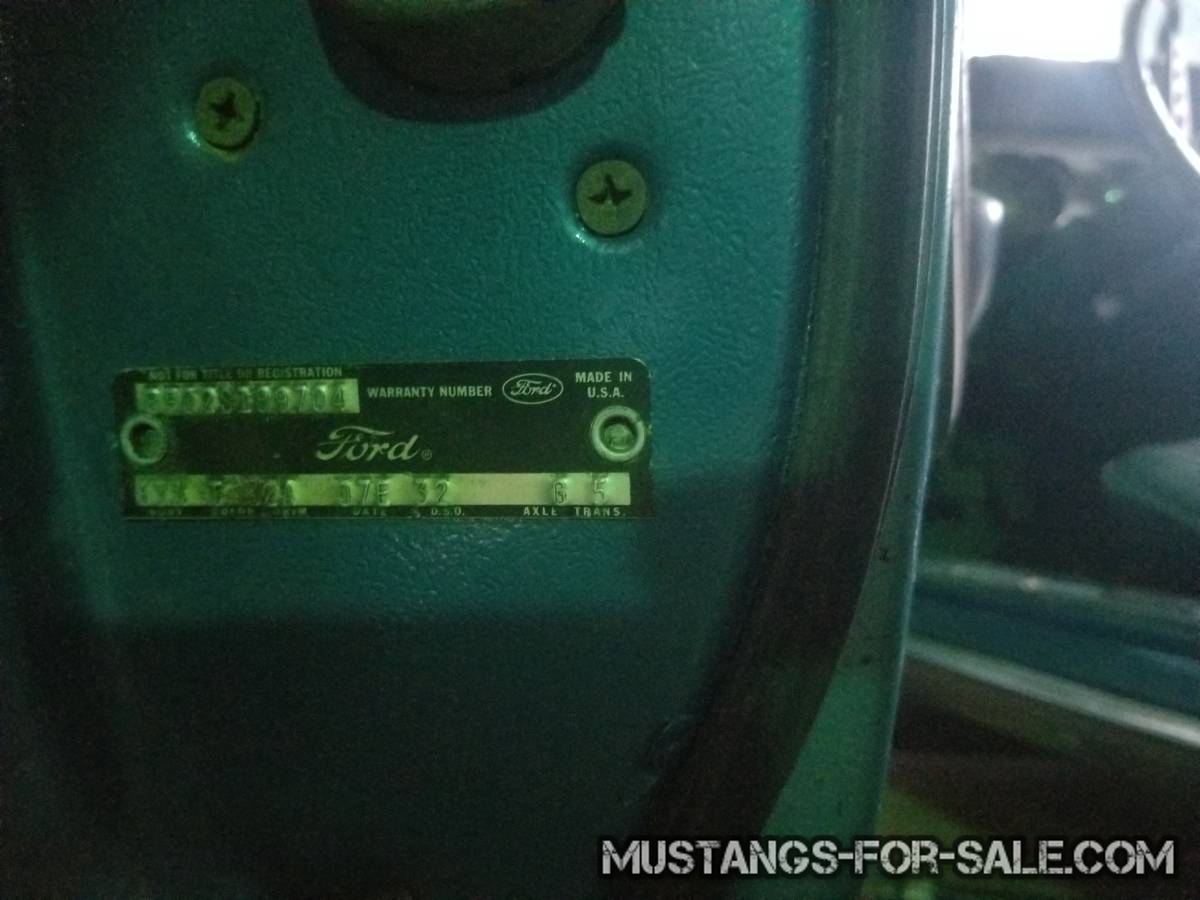 NOT FOR TITLE OR REGISTRATION
WARRANTY NUMBER Ford MADE IN U.S.A.
Ford®
07E 32 G 5
BODY COLOR TRIM DATE D.S.O. AXLE TRANS.
MUSTANGS-FOR-SALE.COM